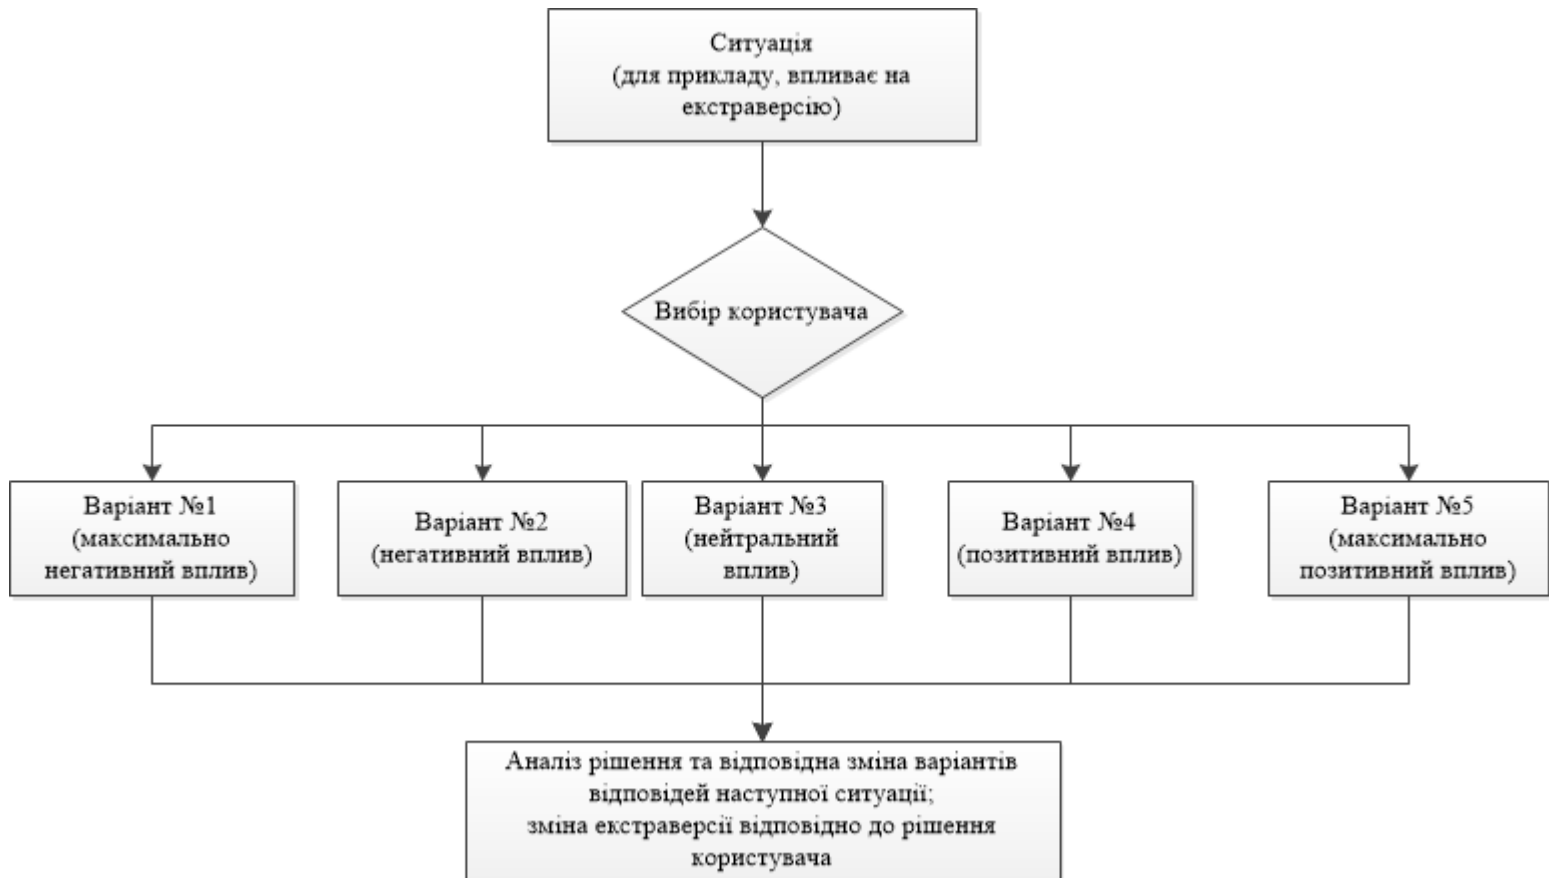 Ситуація
(для прикладу, впливає на
екстраверсію)
Вибір користувача
Варіант №1
(максимально
негативний вплив)
Варіант №2
(негативний вплив)
Варіант №3
(нейтральний
вплив)
Варіант №4
(позитивний вплив)
Варіант №5
(максимально
позитивний вплив)
Аналіз рішення та відповідна зміна варіантів
відповідей наступної ситуації;
зміна екстраверсії відповідно до рішення
користувача